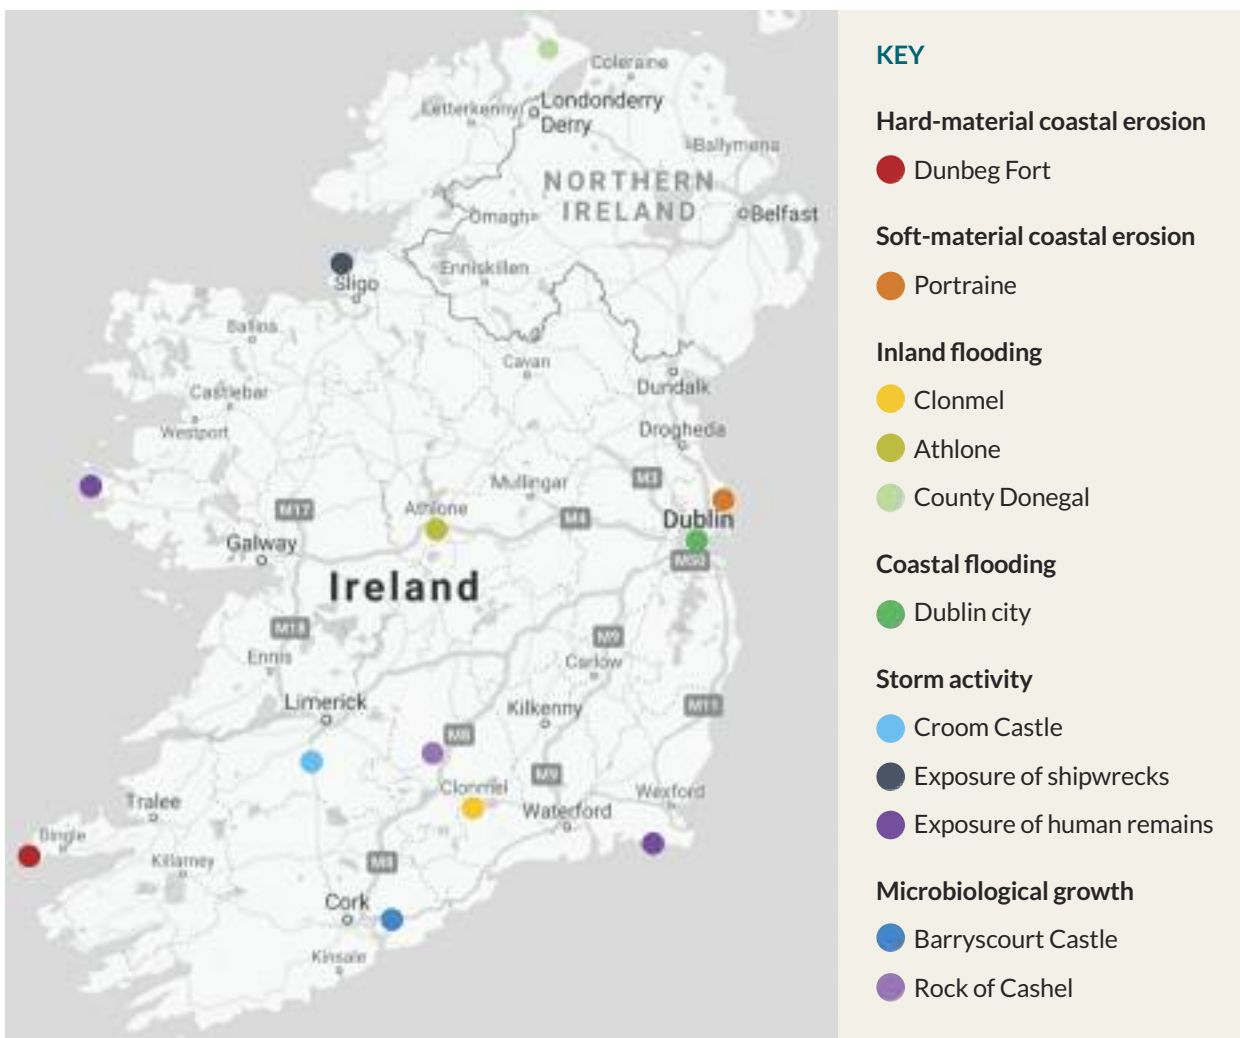 Coleraine
Letterkenny
Londonderry
Derry
Ballymena
NORTHERN
IRELAND
Omagh
Belfast
Enniskillen
Sligo
Ballina
Cavan
Castlebar
Dundalk
Westport
Drogheda
Mullingar
M3
Athlone
M17
M4
Dublin
Galway
M50
Ireland
M18
M9
Ennis
Carlow
Limerick
M11
Kilkenny
M8
M9
Clonmel
Wexford
Tralee
Waterford
Dingle
Killarney
M8
Cork
Kinsale
KEY
Hard-material coastal erosion
Dunbeg Fort
Soft-material coastal erosion
Portraine
Inland flooding
Clonmel
Athlone
County Donegal
Coastal flooding
Dublin city
Storm activity
Croom Castle
Exposure of shipwrecks
Exposure of human remains
Microbiological growth
Barryscourt Castle
Rock of Cashel